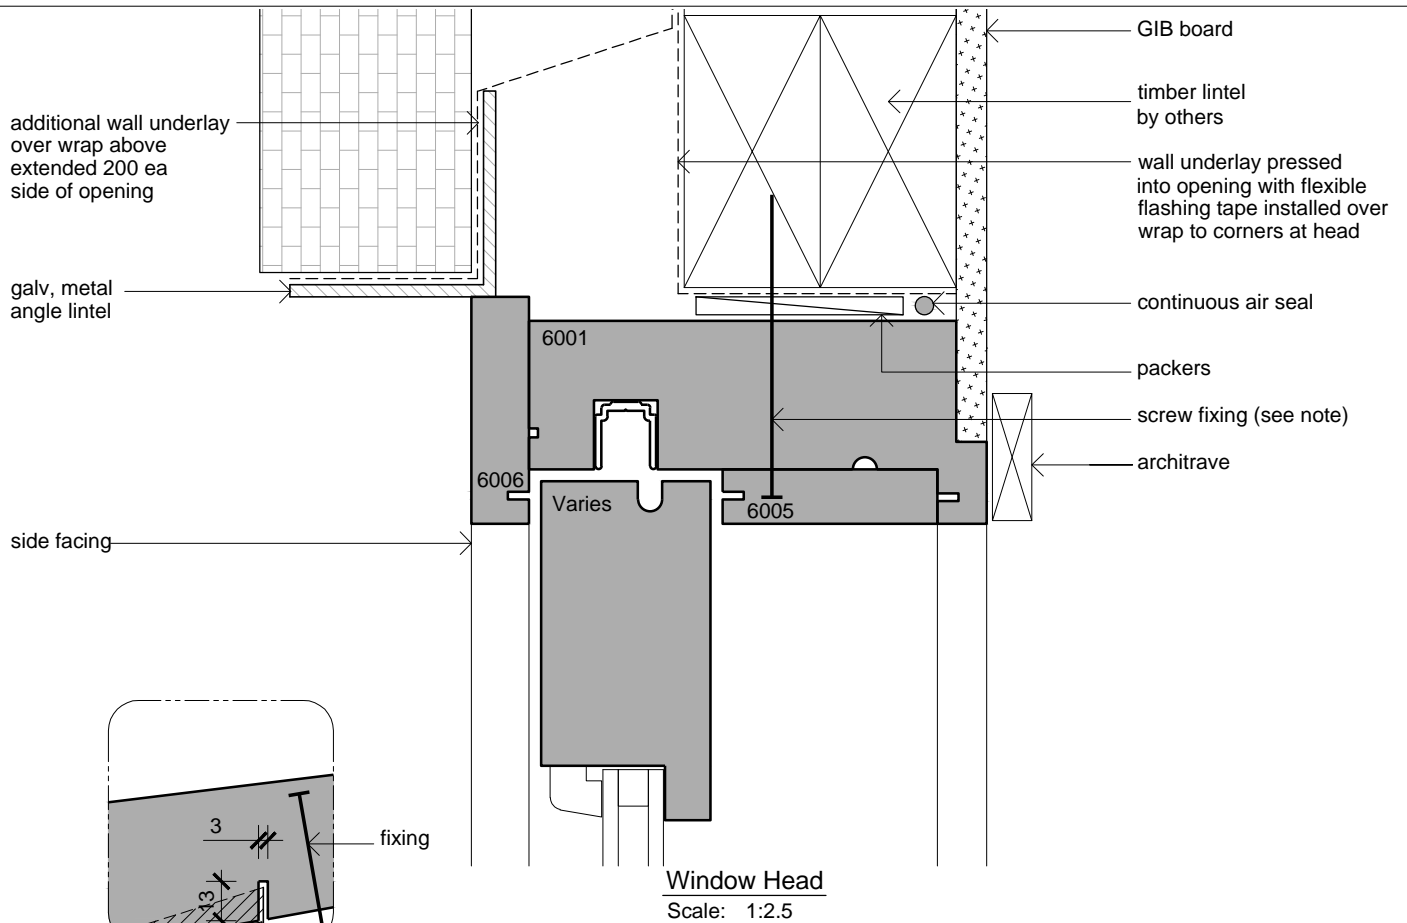 GIB board
timber lintel
by others
additional wall underlay
over wrap above
extended 200 ea
side of opening
wall underlay pressed
into opening with flexible
flashing tape installed over
wrap to corners at head
galv, metal
angle lintel
continuous air seal
6001
packers
screw fixing (see note)
architrave
6006
Varies
6005
side facing
3
fixing
13
Window Head
Scale: 1:2.5